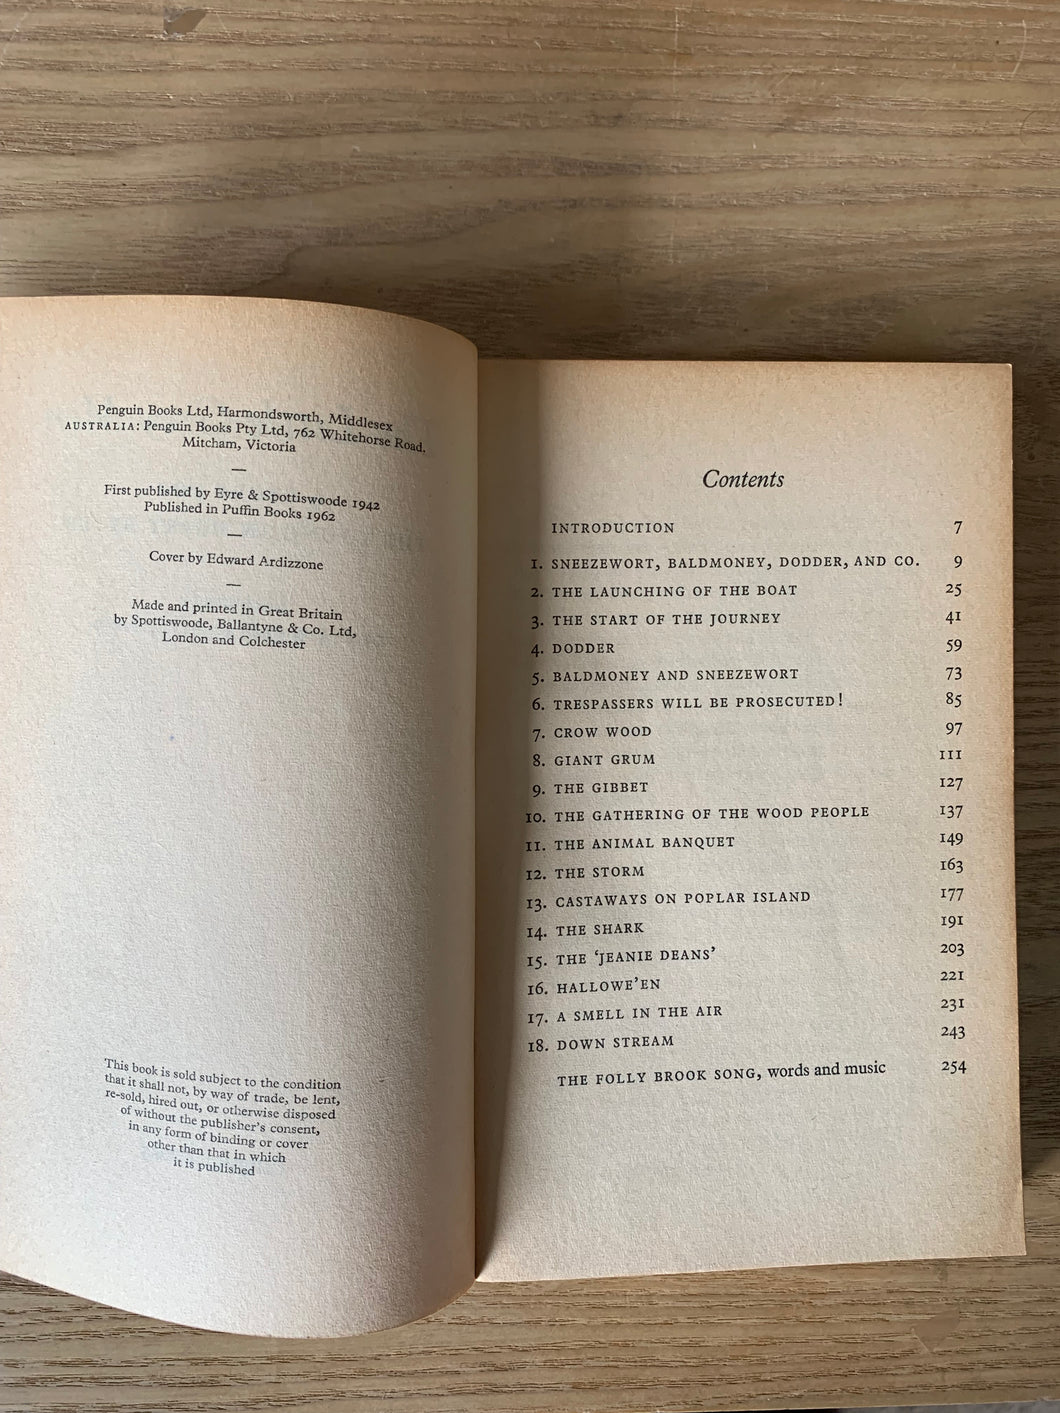 Penguin Books Ltd, Harmondsworth, Middlesex
AUSTRALIA: Penguin Books Pty Ltd, 762 Whitehorse Road,
Mitcham, Victoria
—
First published by Eyre & Spottiswoode 1942
Published in Puffin Books 1962
—
Cover by Edward Ardizzone
—
Made and printed in Great Britain
by Spottiswoode, Ballantyne & Co. Ltd,
London and Colchester
This book is sold subject to the condition
that it shall not, by way of trade, be lent,
re-sold, hired out, or otherwise disposed
of without the publisher's consent,
in any form of binding or cover
other than that in which
it is published
Contents
INTRODUCTION 7
1. SNEEZEWORT, BALDMONEY, DODDER, AND CO. 9
2. THE LAUNCHING OF THE BOAT 25
3. THE START OF THE JOURNEY 41
4. DODDER 59
5. BALDMONEY AND SNEEZEWORT 73
6. TRESPASSERS WILL BE PROSECUTED! 85
7. CROW WOOD 97
8. GIANT GRUM 111
9. THE GIBBET 127
10. THE GATHERING OF THE WOOD PEOPLE 137
11. THE ANIMAL BANQUET 149
12. THE STORM 163
13. CASTAWAYS ON POPLAR ISLAND 177
14. THE SHARK 191
15. THE 'JEANIE DEANS' 203
16. HALLOWE'EN 221
17. A SMELL IN THE AIR 231
18. DOWN STREAM 243
THE FOLLY BROOK SONG, words and music 254